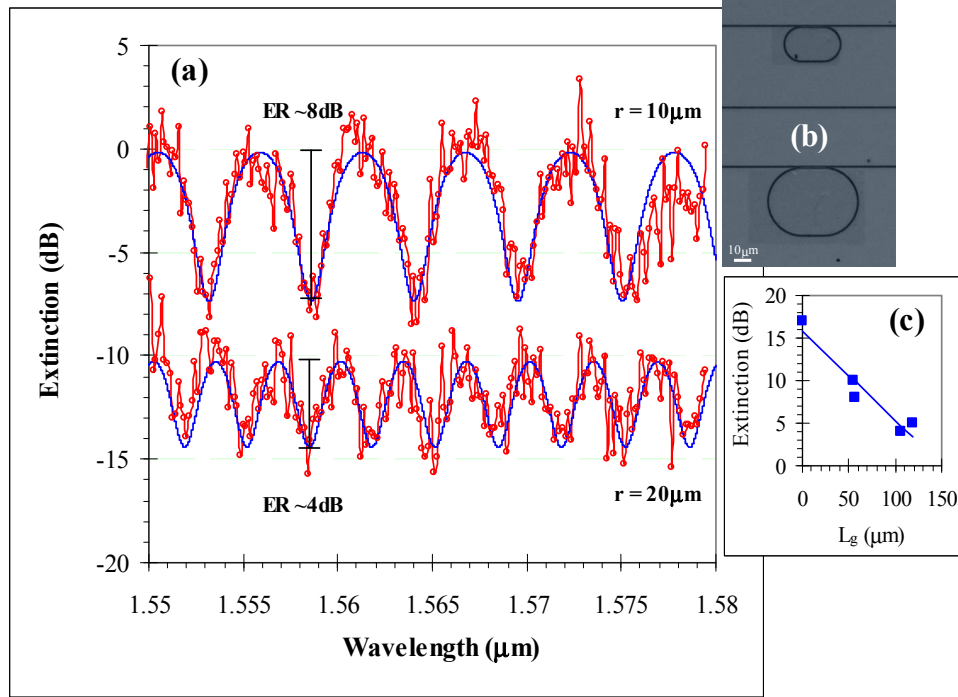 (a)
ER ~8dB
r = 10μm
ER ~4dB
r = 20μm
5
0
-5
-10
-15
-20
1.55
1.555
1.56
1.565
1.57
1.575
1.58
Extinction (dB)
Wavelength (μm)
(b)
10μm
(c)
20
15
10
5
0
0
50
100
150
Extinction (dB)
Lg (μm)